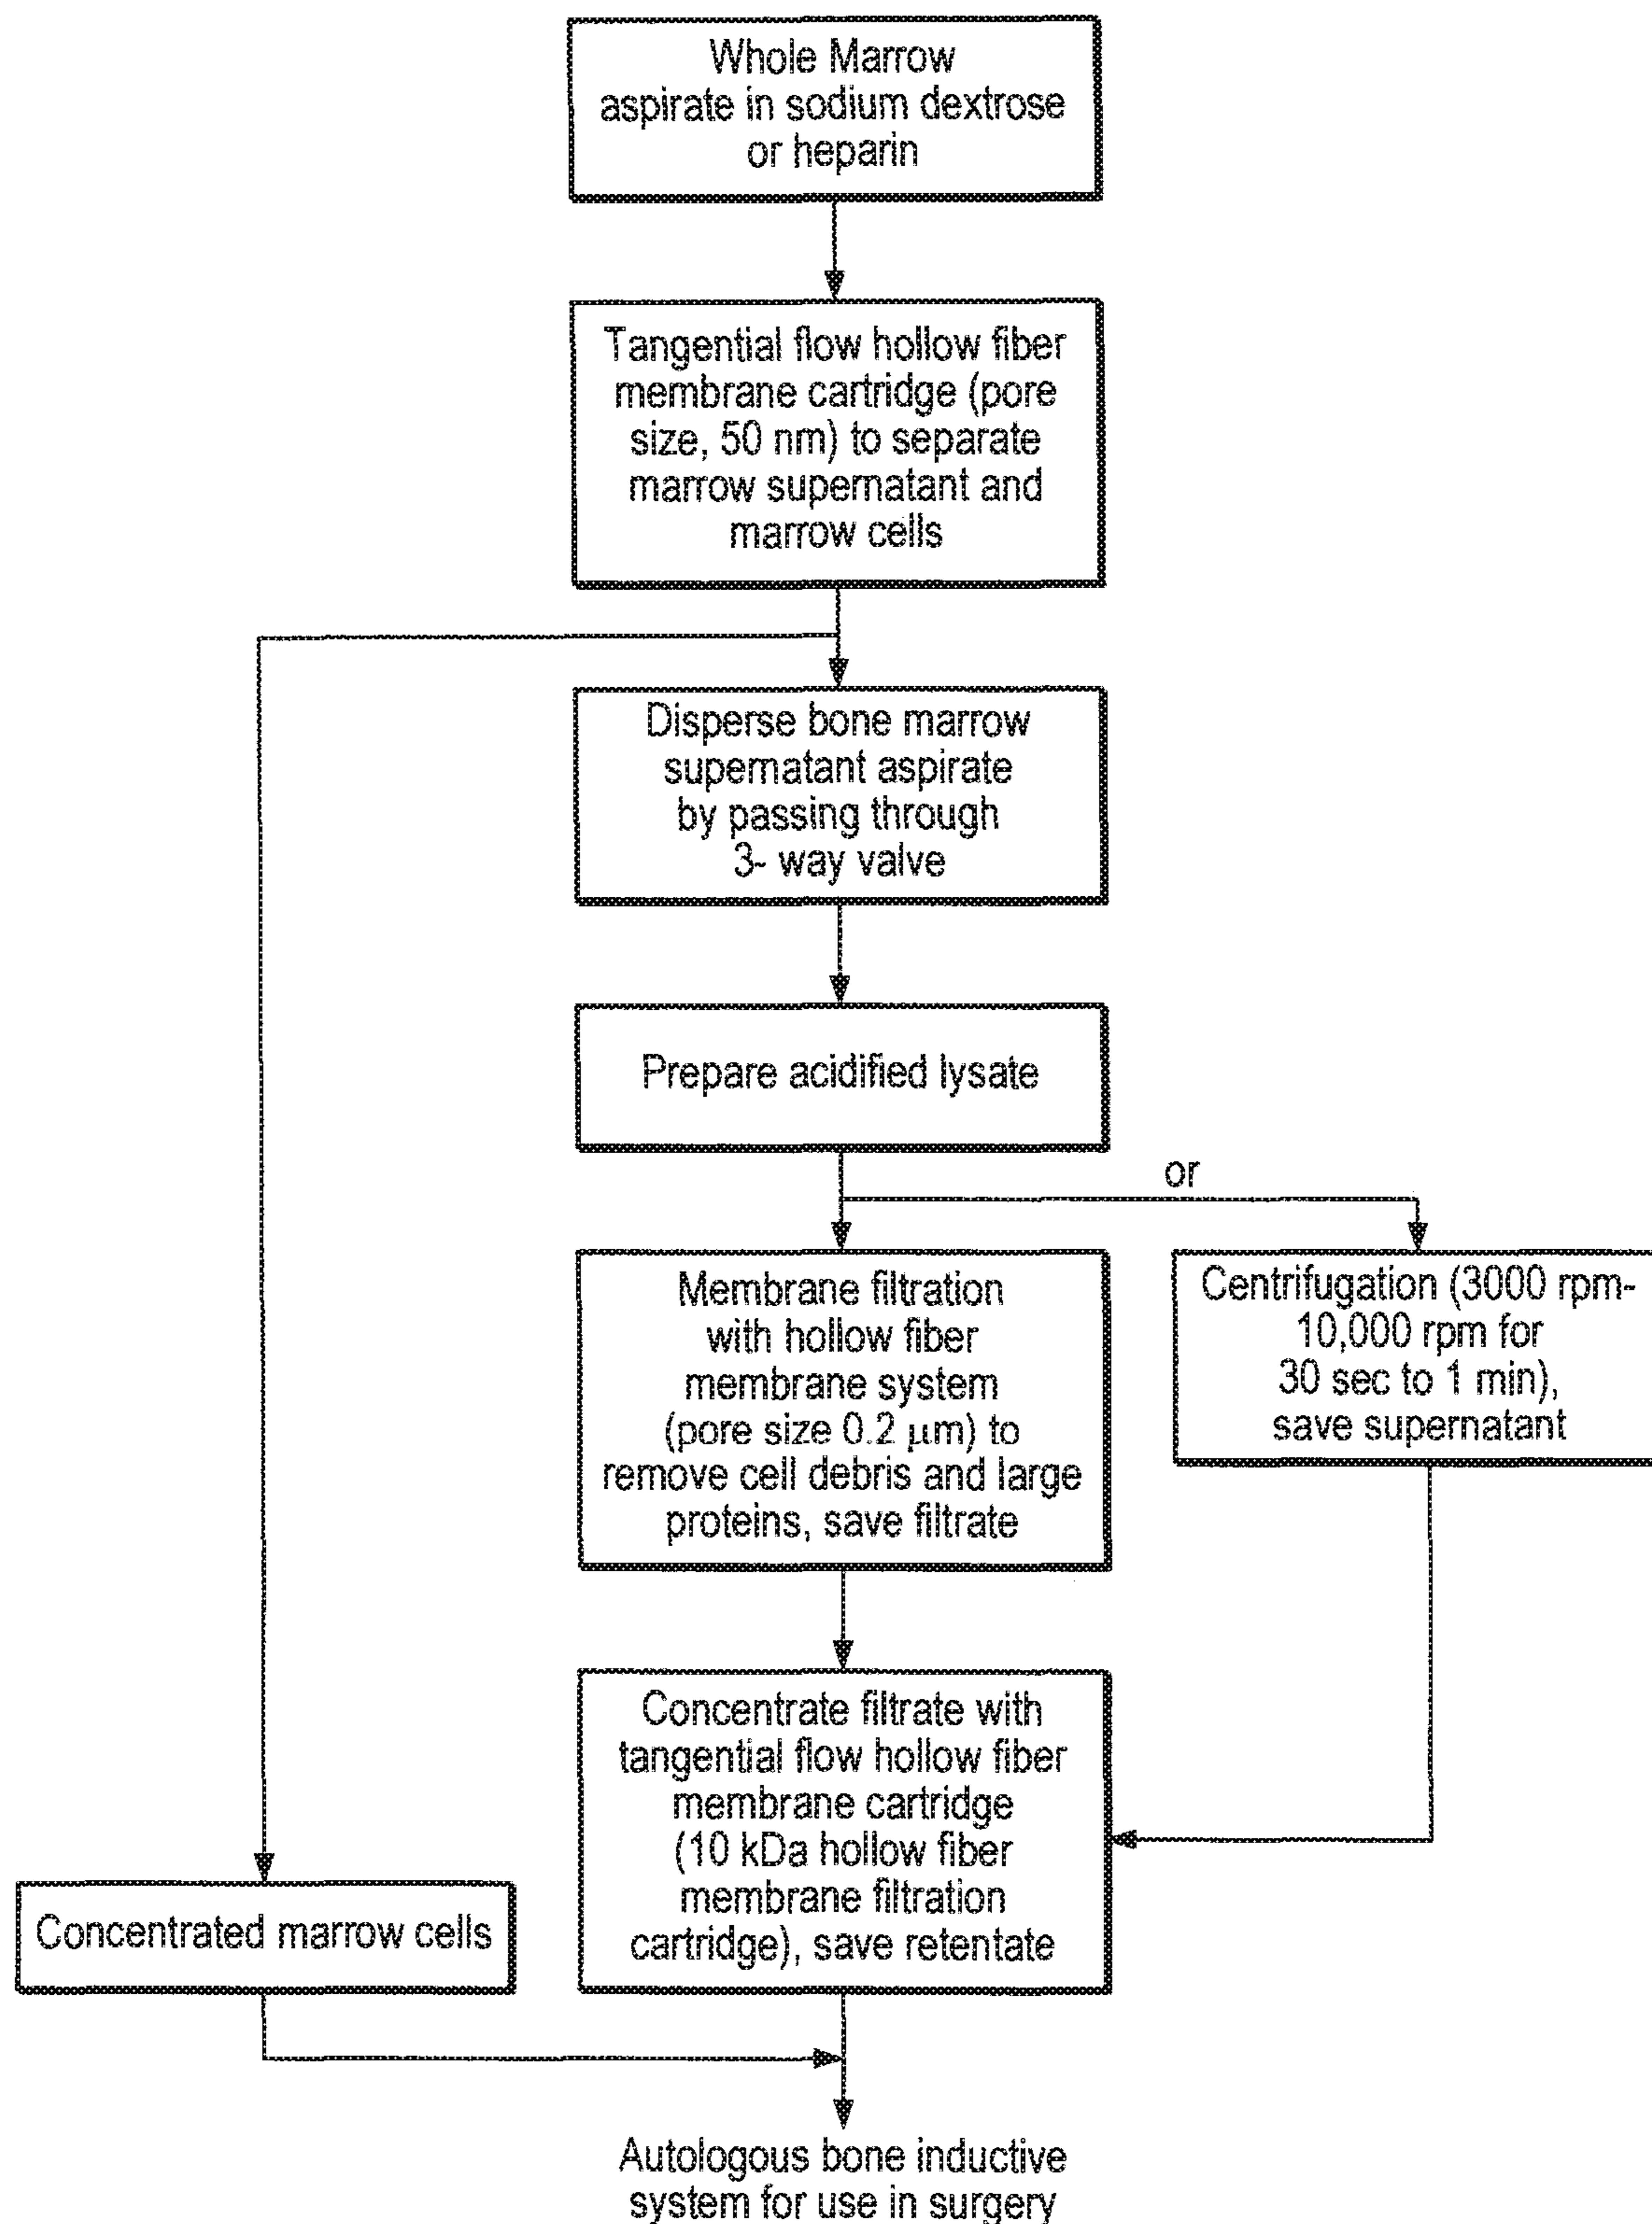 Whole Marrow
aspirate in sodium dextrose
or heparin
Tangential flow hollow fiber
membrane cartridge (pore
size, 50 nm) to separate
marrow supernatant and
marrow cells
Disperse bone marrow
supernatant aspirate
by passing through
3- way valve
Prepare acidified lysate
or
Membrane filtration
with hollow fiber
membrane system
(pore size 0.2 μm) to
remove cell debris and large
proteins, save filtrate
Centrifugation (3000 rpm-
10,000 rpm for
30 sec to 1 min),
save supernatant
Concentrate filtrate with
tangential flow hollow fiber
membrane cartridge
(10 kDa hollow fiber
membrane filtration
cartridge), save retentate
Concentrated marrow cells
Autologous bone inductive
system for use in surgery